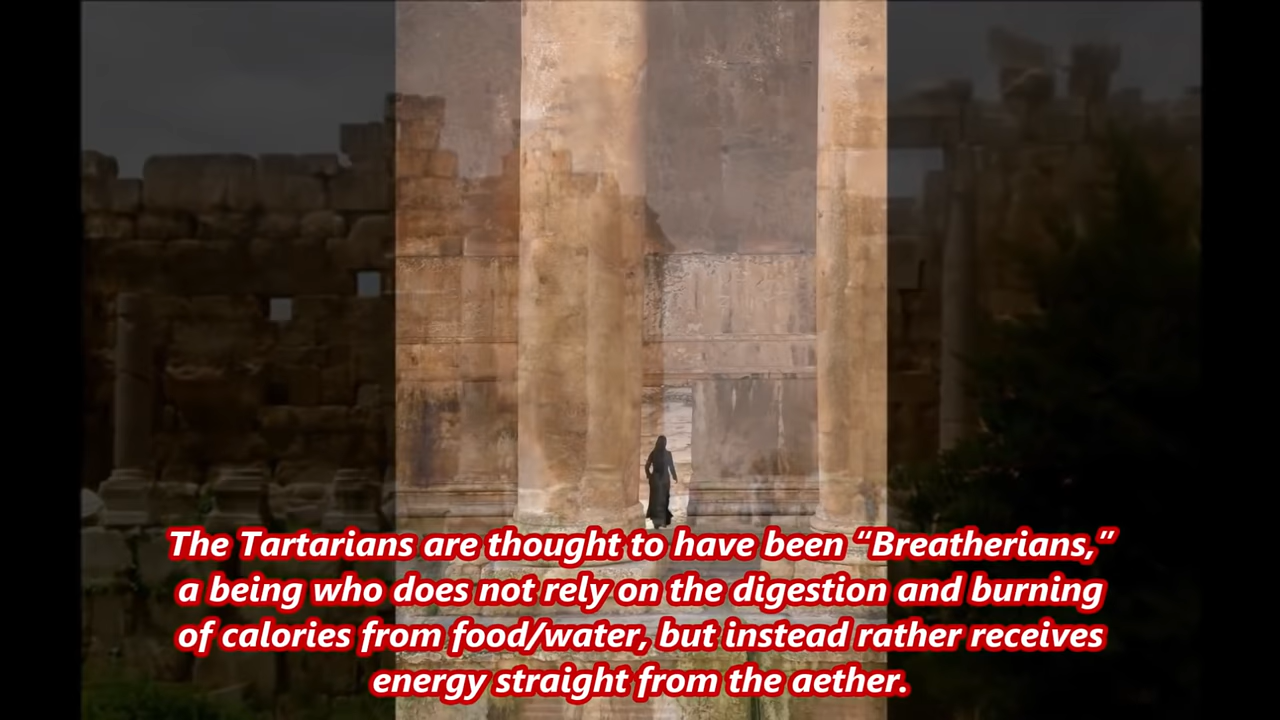 The Tartarians are thought to have been “Breatherians,”
a being who does not rely on the digestion and burning
of calories from food/water, but instead rather receives
energy straight from the aether.